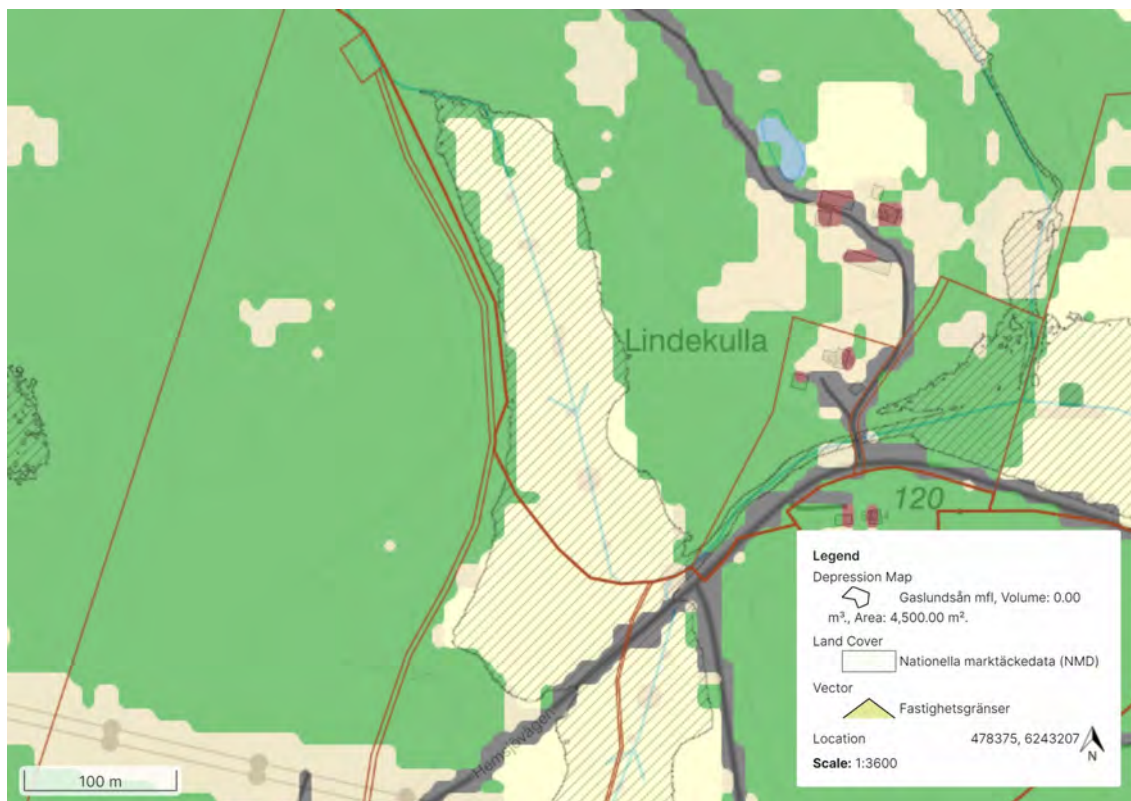 Lindekulla
120
Hemsjövägen
100 m
Legend
Depression Map
Gaslundsån mfl, Volume: 0.00
m³., Area: 4,500.00 m².
Land Cover
Nationella marktäckedata (NMD)
Vector
Fastighetsgränser
Location 478375, 6243207
Scale: 1:3600
N